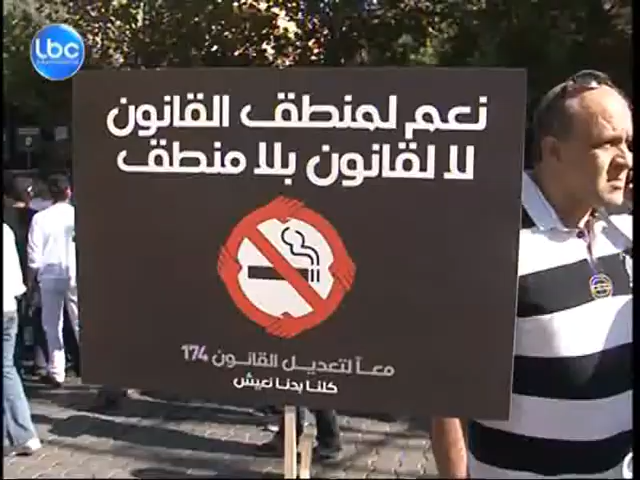 lbc
نعم لمنطق القانون
لا لقانون بلا منطق
معاً لتعديل القانون 174
كلنا بدنا نعيش